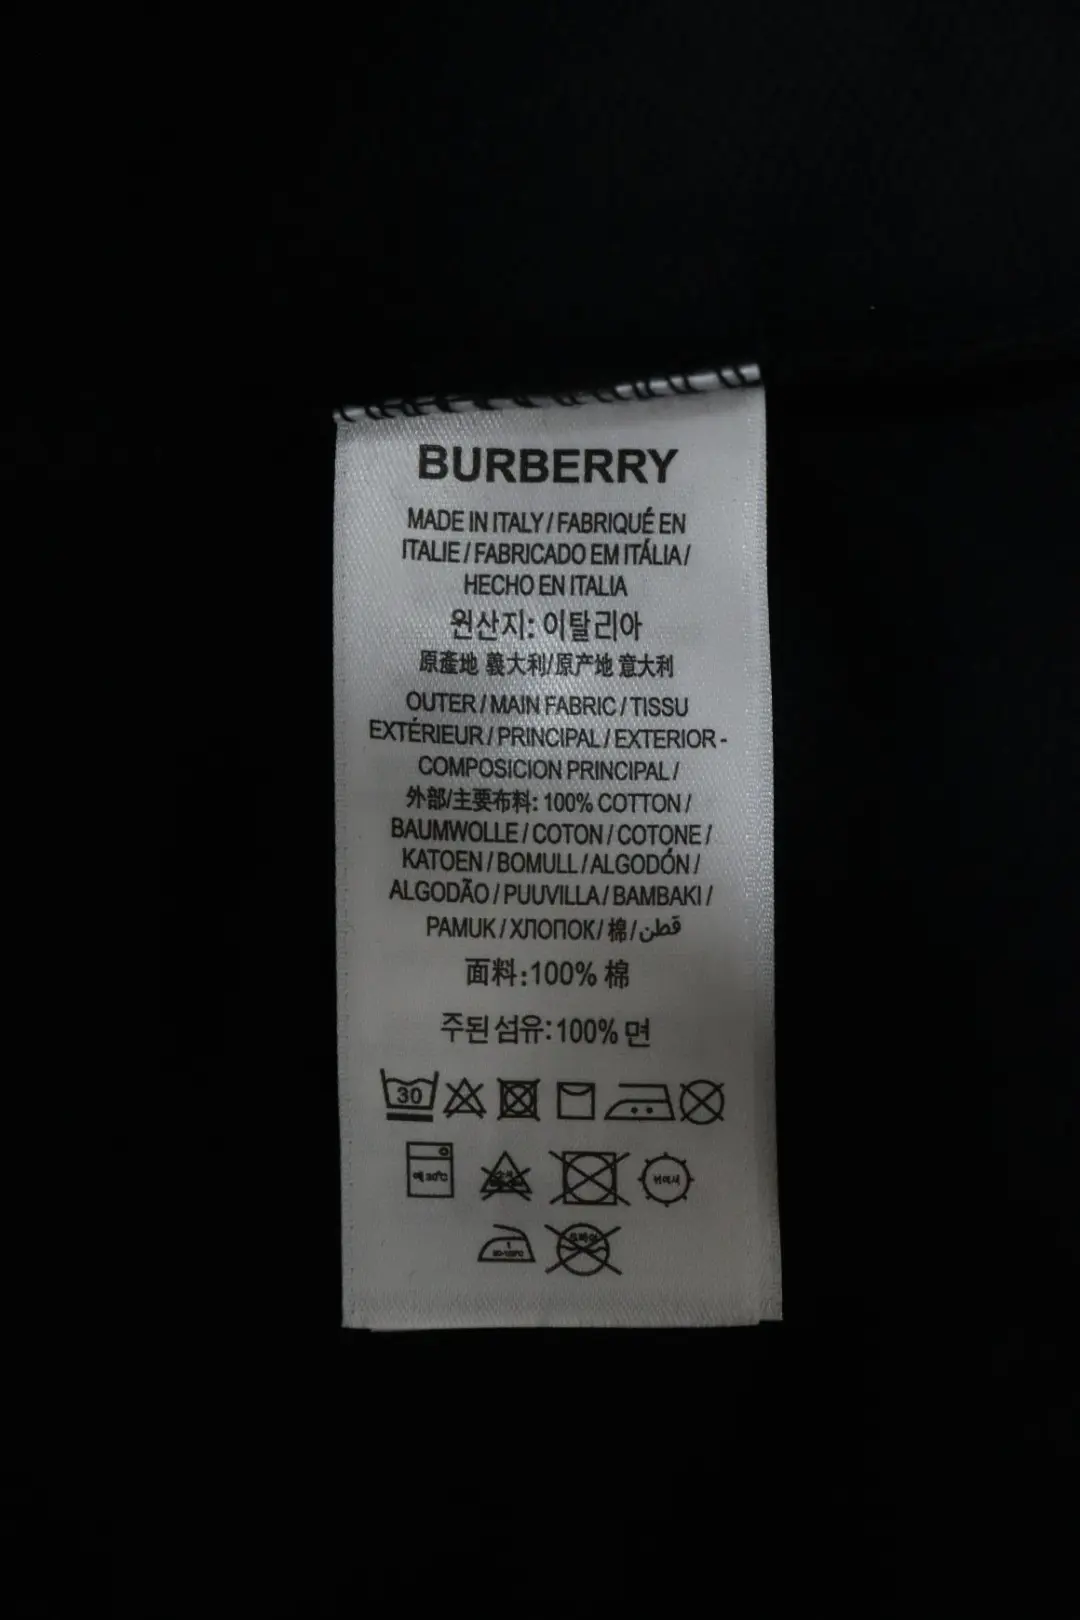 BURBERRY
MADE IN ITALY / FABRIQUÉ EN
ITALIE / FABRICADO EM ITÁLIA /
HECHO EN ITALIA
원산지: 이탈리아
原產地 義大利/原产地 意大利
OUTER / MAIN FABRIC / TISSU
EXTÉRIEUR / PRINCIPAL / EXTERIOR -
COMPOSICION PRINCIPAL /
外部/主要布料: 100% COTTON /
BAUMWOLLE / COTON / COTONE /
KATOEN / BOMULL / ALGODÓN /
ALGODÃO / PUUVILLA / BAMBAKI /
PAMUK / ХЛОПОК / 棉 / قطن
面料:100% 棉
주된 섬유:100% 면
30
30°C